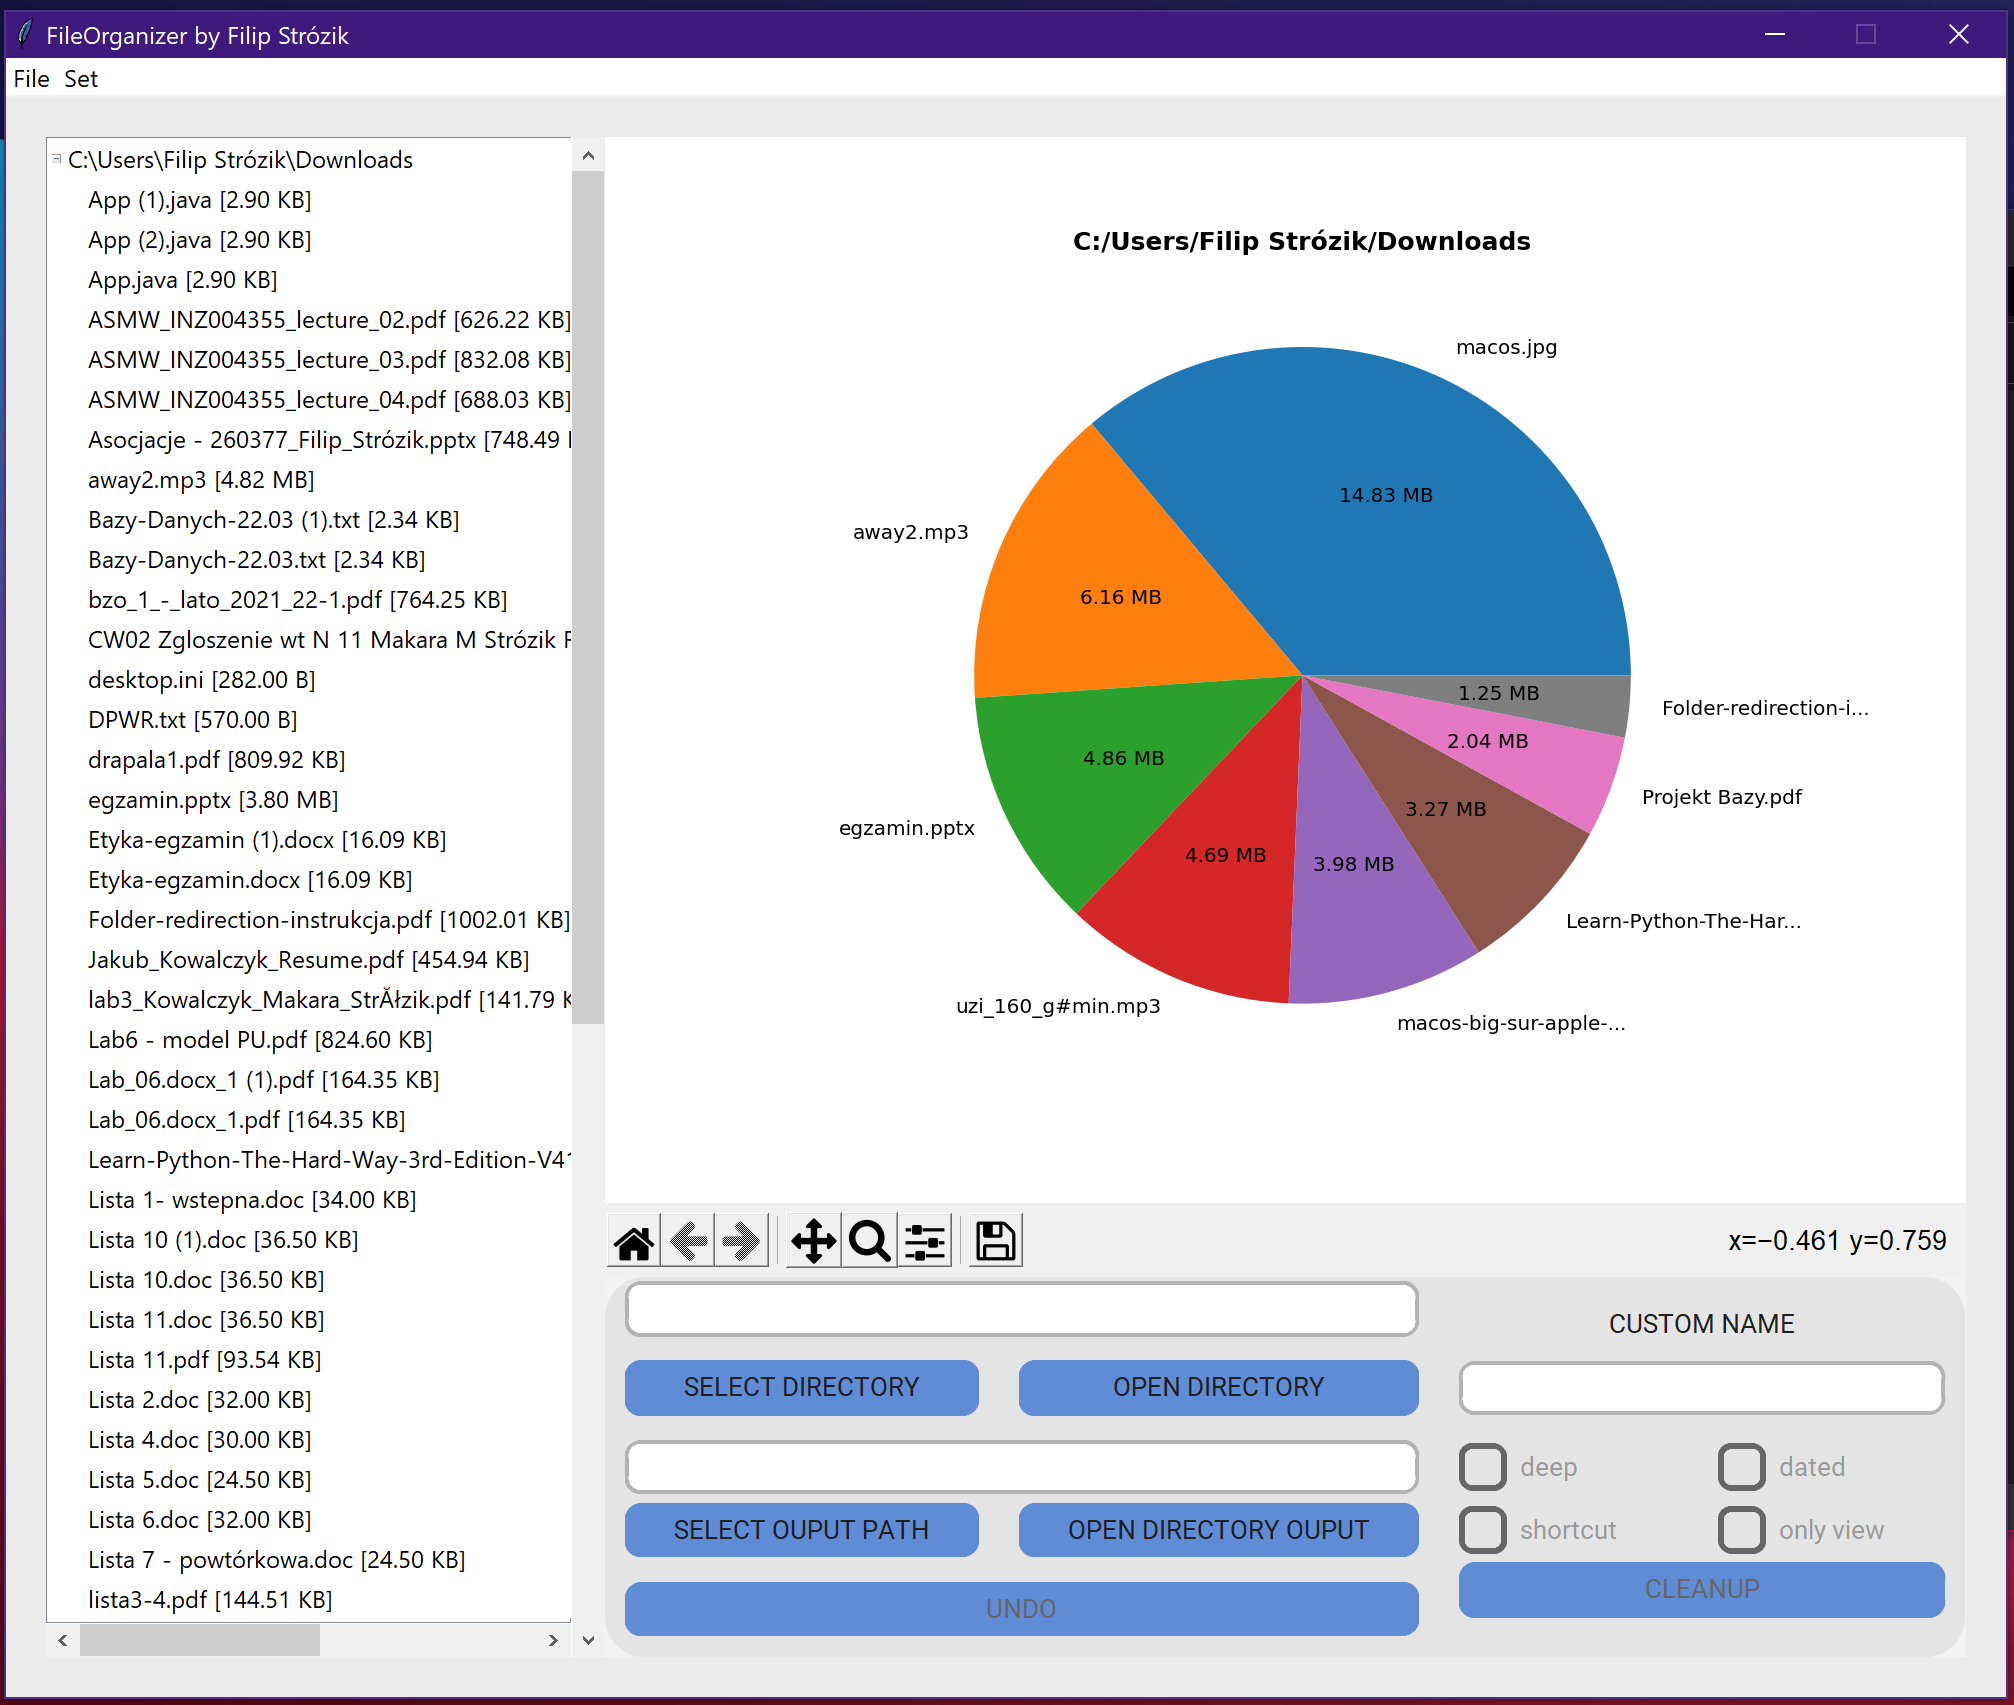 FileOrganizer by Filip Strózik
File Set
C:\Users\Filip Strózik\Downloads
App (1).java [2.90 KB]
App (2).java [2.90 KB]
App.java [2.90 KB]
ASMW_INZ004355_lecture_02.pdf [626.22 KB]
ASMW_INZ004355_lecture_03.pdf [832.08 KB]
ASMW_INZ004355_lecture_04.pdf [688.03 KB]
Asocjacje - 260377_Filip_Strózik.pptx [748.49
away2.mp3 [4.82 MB]
Bazy-Danych-22.03 (1).txt [2.34 KB]
Bazy-Danych-22.03.txt [2.34 KB]
bzo_1_-_lato_2021_22-1.pdf [764.25 KB]
CW02 Zgloszenie wt N 11 Makara M Strózik
desktop.ini [282.00 B]
DPWR.txt [570.00 B]
drapala1.pdf [809.92 KB]
egzamin.pptx [3.80 MB]
Etyka-egzamin (1).docx [16.09 KB]
Etyka-egzamin.docx [16.09 KB]
Folder-redirection-instrukcja.pdf [1002.01 KB]
Jakub_Kowalczyk_Resume.pdf [454.94 KB]
lab3_Kowalczyk_Makara_StrĂłzik.pdf [141.79 K
Lab6 - model PU.pdf [824.60 KB]
Lab_06.docx_1 (1).pdf [164.35 KB]
Lab_06.docx_1.pdf [164.35 KB]
Learn-Python-The-Hard-Way-3rd-Edition-V41
Lista 1- wstepna.doc [34.00 KB]
Lista 10 (1).doc [36.50 KB]
Lista 10.doc [36.50 KB]
Lista 11.doc [36.50 KB]
Lista 11.pdf [93.54 KB]
Lista 2.doc [32.00 KB]
Lista 4.doc [30.00 KB]
Lista 5.doc [24.50 KB]
Lista 6.doc [32.00 KB]
Lista 7 - powtórkowa.doc [24.50 KB]
lista3-4.pdf [144.51 KB]
C:/Users/Filip Strózik/Downloads
macos.jpg
14.83 MB
away2.mp3
6.16 MB
1.25 MB
Folder-redirection-i...
2.04 MB
4.86 MB
Projekt Bazy.pdf
3.27 MB
egzamin.pptx
4.69 MB
3.98 MB
Learn-Python-The-Har...
uzi_160_g#min.mp3
macos-big-sur-apple-...
x=−0.461 y=0.759
CUSTOM NAME
SELECT DIRECTORY
OPEN DIRECTORY
deep
dated
SELECT OUPUT PATH
OPEN DIRECTORY OUPUT
shortcut
only view
CLEANUP
UNDO